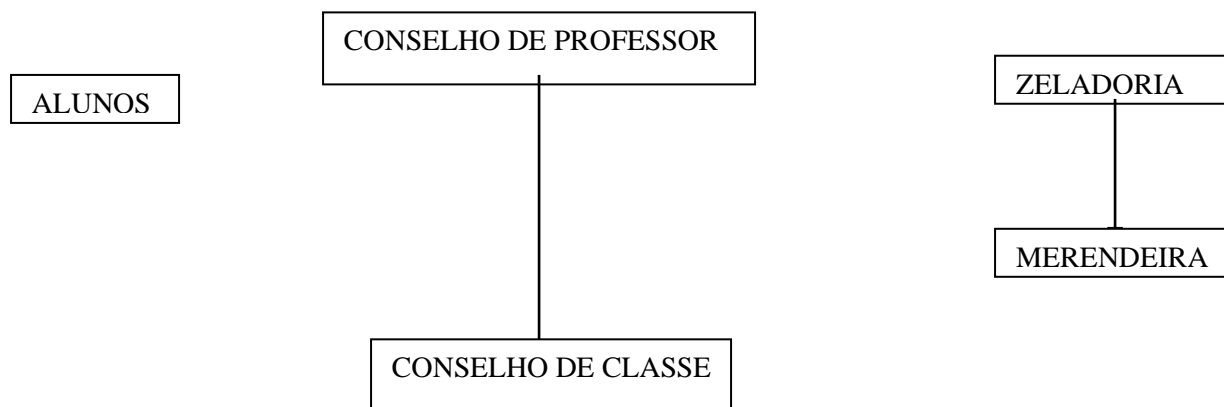 CONSELHO DE PROFESSOR
ALUNOS
ZELADORIA
MERENDEIRA
CONSELHO DE CLASSE